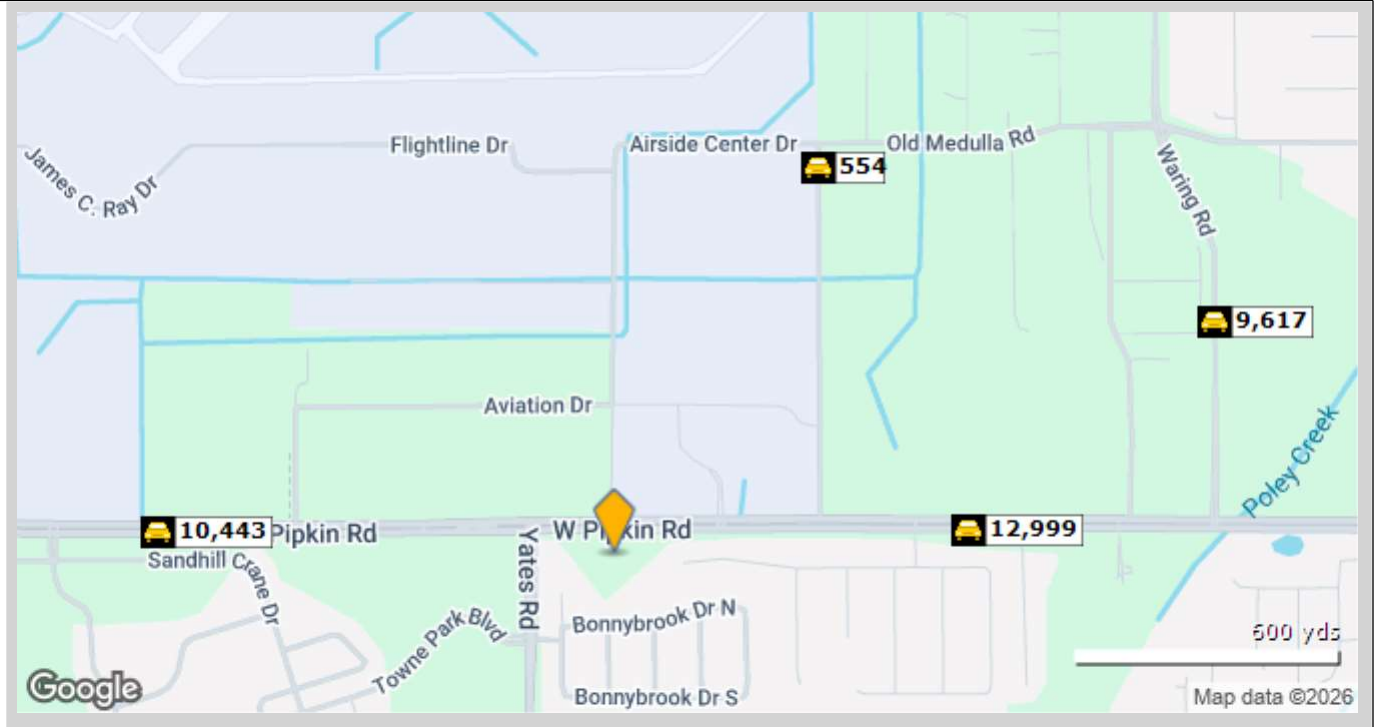 Flightline Dr
Airside Center Dr
Old Medulla Rd
James C. Ray Dr
554
Waring Rd
9,617
Aviation Dr
Poley Creek
10,443
Pipkin Rd
W Pipkin Rd
12,999
Sandhill Crane Dr
Yates Rd
Towne Park Blvd
Bonnybrook Dr N
600 yds
Bonnybrook Dr S
Google
Map data ©2026